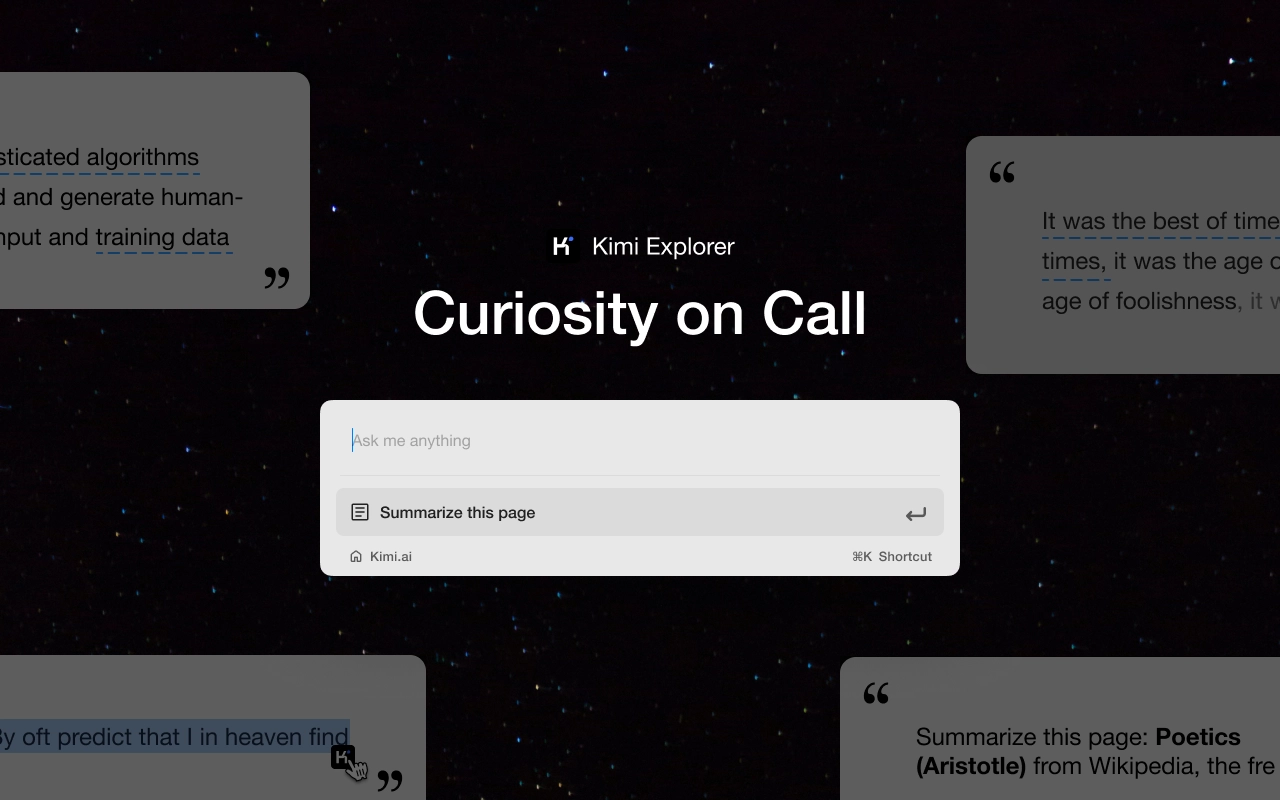 sticated algorithms
d and generate human-
nput and training data
”
Kimi Explorer
Curiosity on Call
“
It was the best of time
times, it was the age o
age of foolishness, it w
Ask me anything
Summarize this page
Kimi.ai
⌘K Shortcut
By oft predict that I in heaven find
”
“
Summarize this page: Poetics
(Aristotle) from Wikipedia, the fre